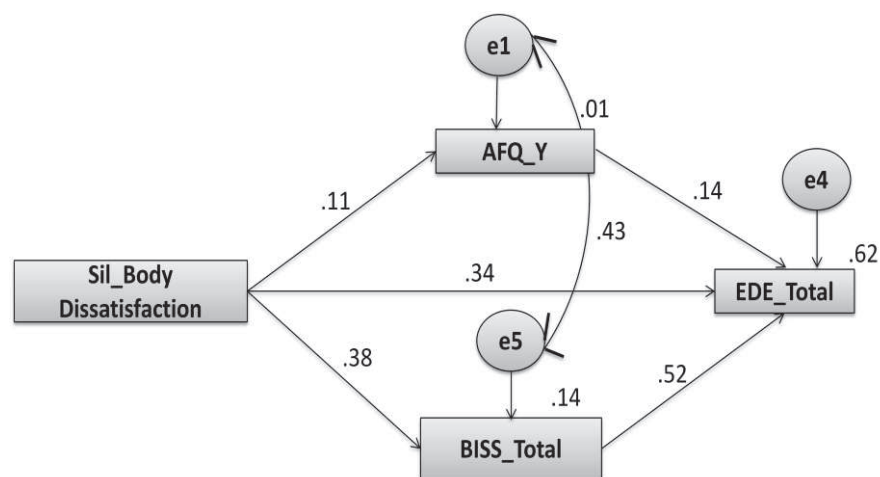 e1
.01
AFQ_Y
e4
.11
.14
.43
.62
Sil_Body
Dissatisfaction
.34
EDE_Total
e5
.38
.52
.14
BISS_Total